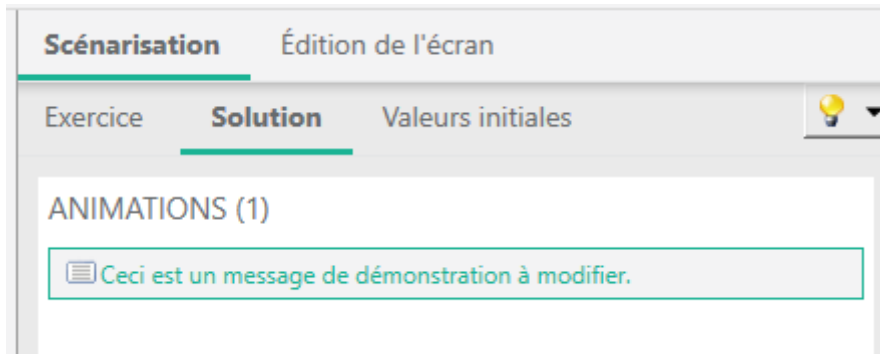 Scénarisation Édition de l'écran
Exercice Solution Valeurs initiales
ANIMATIONS (1)
Ceci est un message de démonstration à modifier.